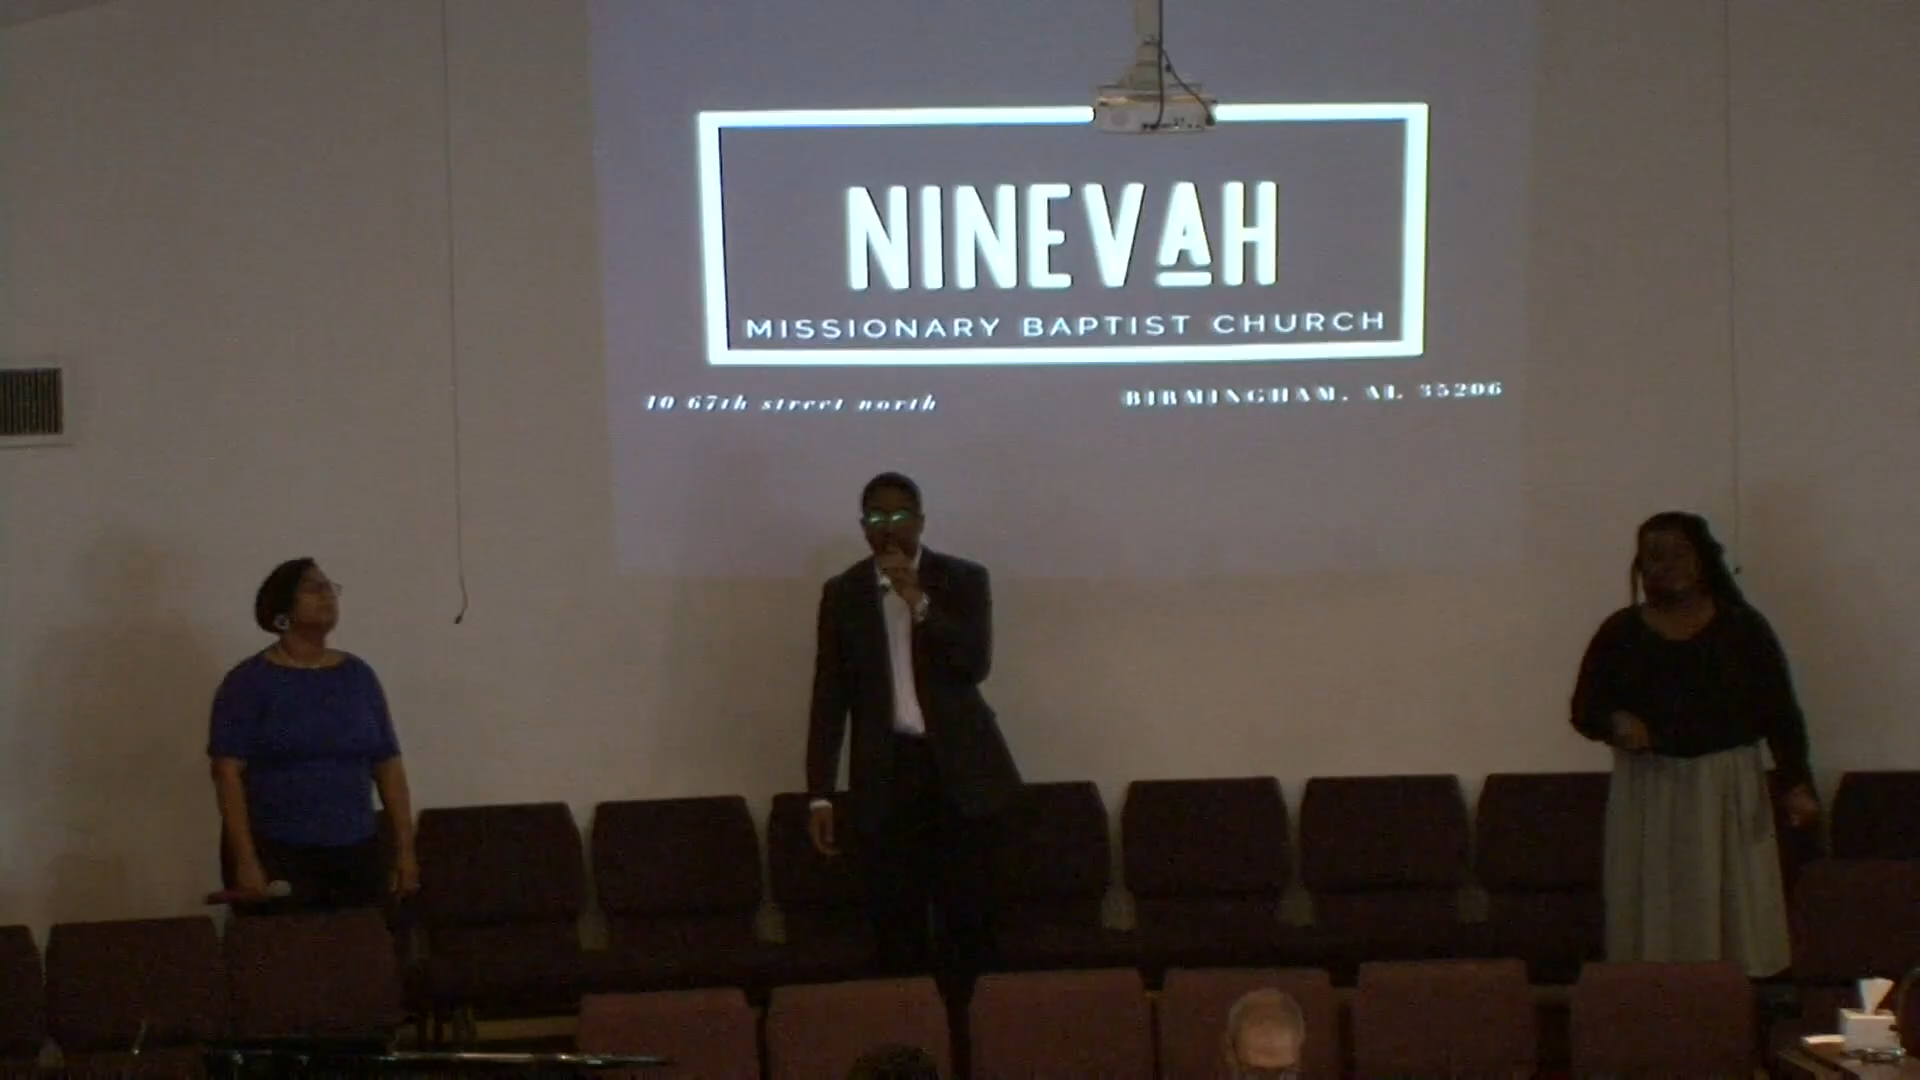 NINEVAH
MISSIONARY BAPTIST CHURCH
10 67th street north
BIRMINGHAM, AL 35206